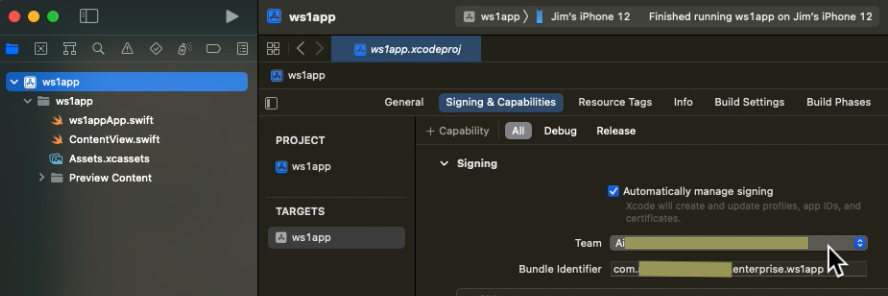 ws1app
ws1app
Jim's iPhone 12
Finished running ws1app on Jim's iPhone 12
ws1app.xcodeproj
ws1app
ws1app
ws1app
ws1appApp.swift
ContentView.swift
Assets.xcassets
Preview Content
General
Signing & Capabilities
Resource Tags
Info
Build Settings
Build Phases
+ Capability
All
Debug
Release
PROJECT
ws1app
TARGETS
ws1app
Signing
Automatically manage signing
Xcode will create and update profiles, app IDs, and
certificates.
Team
Ai
Bundle Identifier
com. enterprise.ws1app